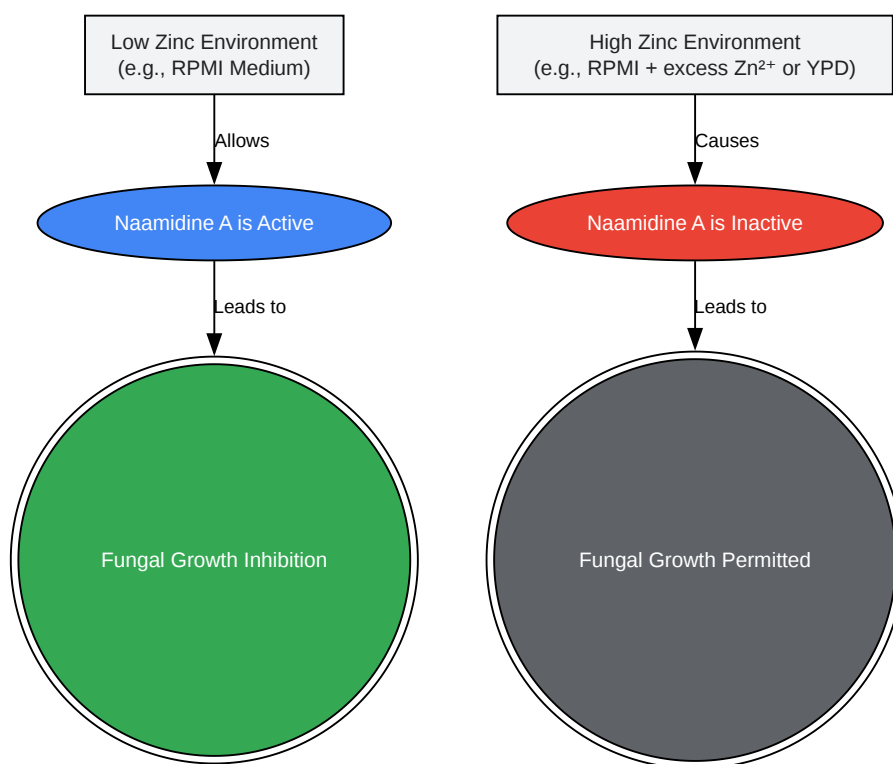 Low Zinc Environment
(e.g., RPMI Medium)
Allows
Naamidine A is Active
Leads to
Fungal Growth Inhibition
High Zinc Environment
(e.g., RPMI + excess Zn²⁺ or YPD)
Causes
Naamidine A is Inactive
Leads to
Fungal Growth Permitted